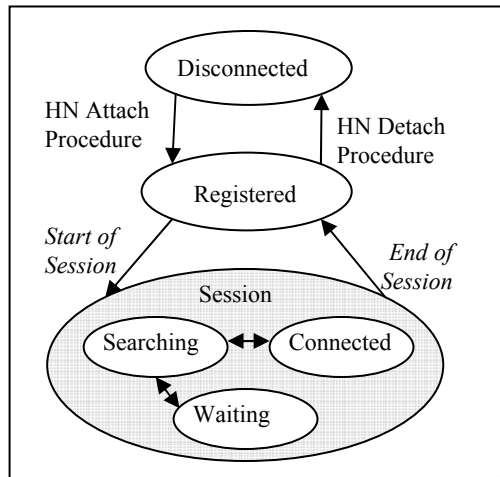 Disconnected
HN Attach
Procedure
HN Detach
Procedure
Registered
Start of
Session
End of
Session
Session
Searching
Connected
Waiting